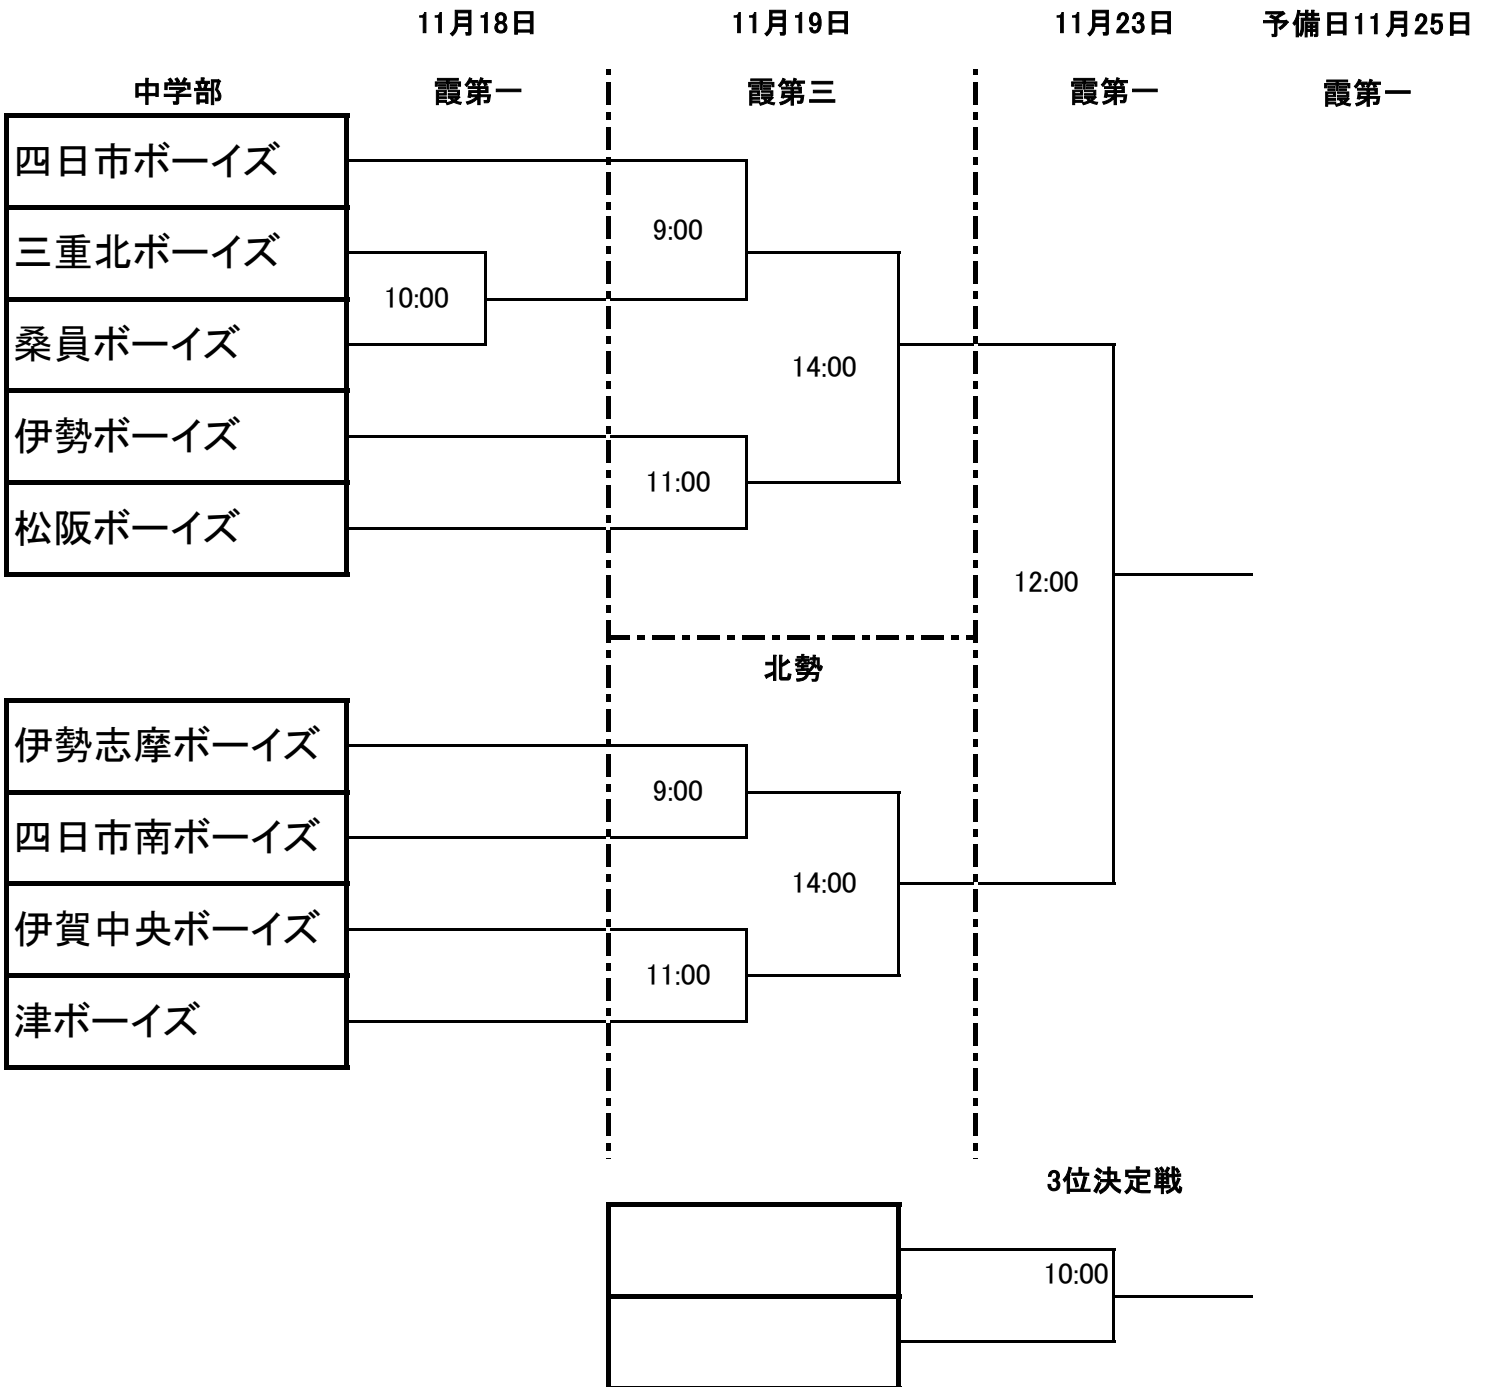 11月18日 11月19日 11月23日 予備日11月25日
中学部 霞第一 霞第三 霞第一 霞第一
四日市ボーイズ
9:00
三重北ボーイズ
10:00
桑員ボーイズ
14:00
伊勢ボーイズ
11:00
松阪ボーイズ
12:00
北勢
伊勢志摩ボーイズ
9:00
四日市南ボーイズ
14:00
伊賀中央ボーイズ
11:00
津ボーイズ
3位決定戦
10:00